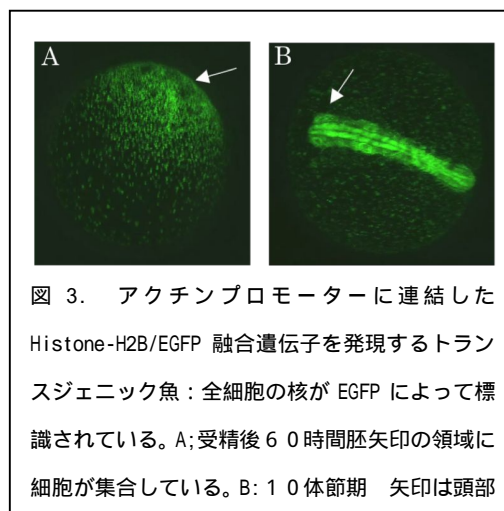 A
B
図 3. アクチンプロモーターに連結した
Histone-H2B/EGFP 融合遺伝子を発現するトラン
スジェニック魚：全細胞の核が EGFP によって標
識されている。A;受精後６０時間胚矢印の領域に
細胞が集合している。B:１０体節期　矢印は頭部